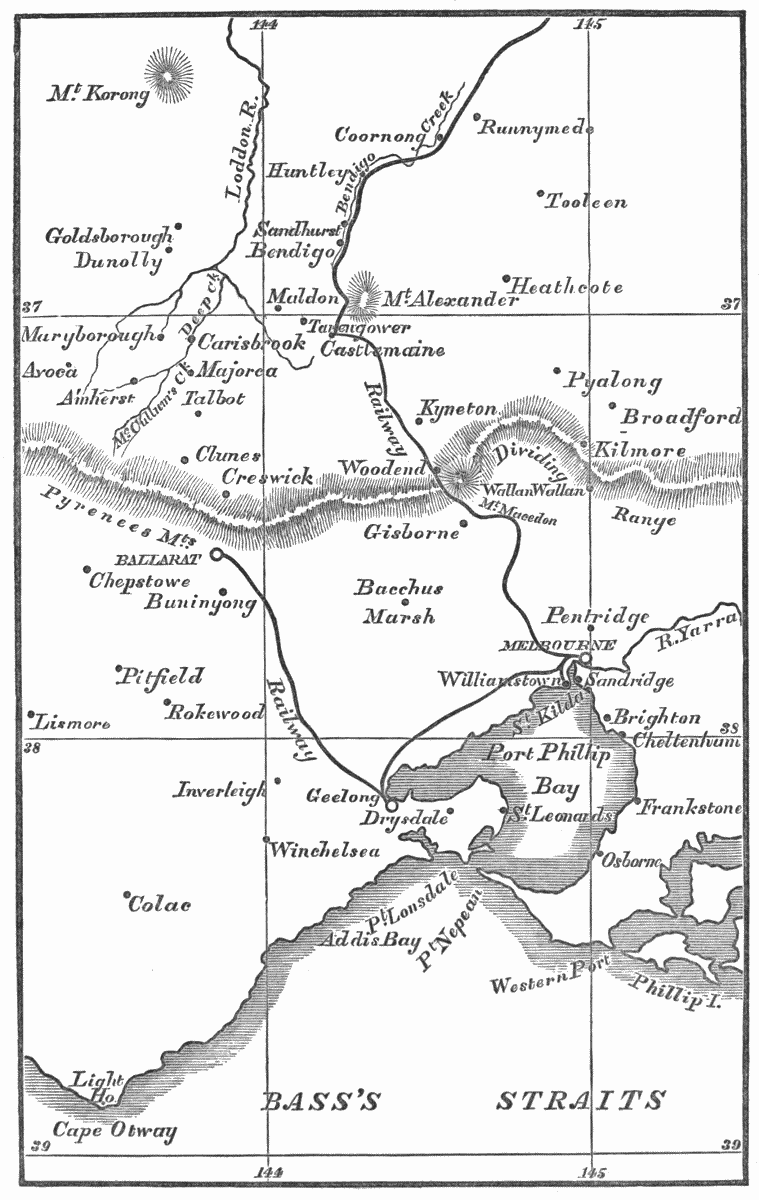 144
145
Mt. Korong
Loddon R.
Coornong
Creek
Runnymede
Huntley
Bendigo
Tooleen
Goldsborough
Sandhurst
Dunolly
Bendigo
Heathcote
Deep Ck.
Maldon
Mt. Alexander
37
37
Maryborough
Carisbrook
Tarengower
Castlemaine
Avoca
Majorca
Pyalong
Amherst
Talbot
Railway
Kyneton
Broadford
McCullum's Ck
Clunes
Dividing
Kilmore
Creswick
Woodend
Wallan Wallan
Pyrenees Mts
Mt. Macedon
Range
Gisborne
BALLARAT
Chepstowe
Bacchus
Marsh
Buninyong
Pentridge
MELBOURNE
R. Yarra
Pitfield
Williamstown
Sandridge
Rokewood
Railway
St. Kilda
Brighton
Lismore
38
38
Cheltenham
Port Phillip
Bay
Inverleigh
Geelong
Drysdale
St. Leonards
Frankstone
Winchelsea
Osborne
Colac
Pt. Lonsdale
Addis Bay
Pt. Nepean
Western Port
Phillip I.
Light
Ho.
Cape Otway
BASS'S STRAITS
39
39
144
145